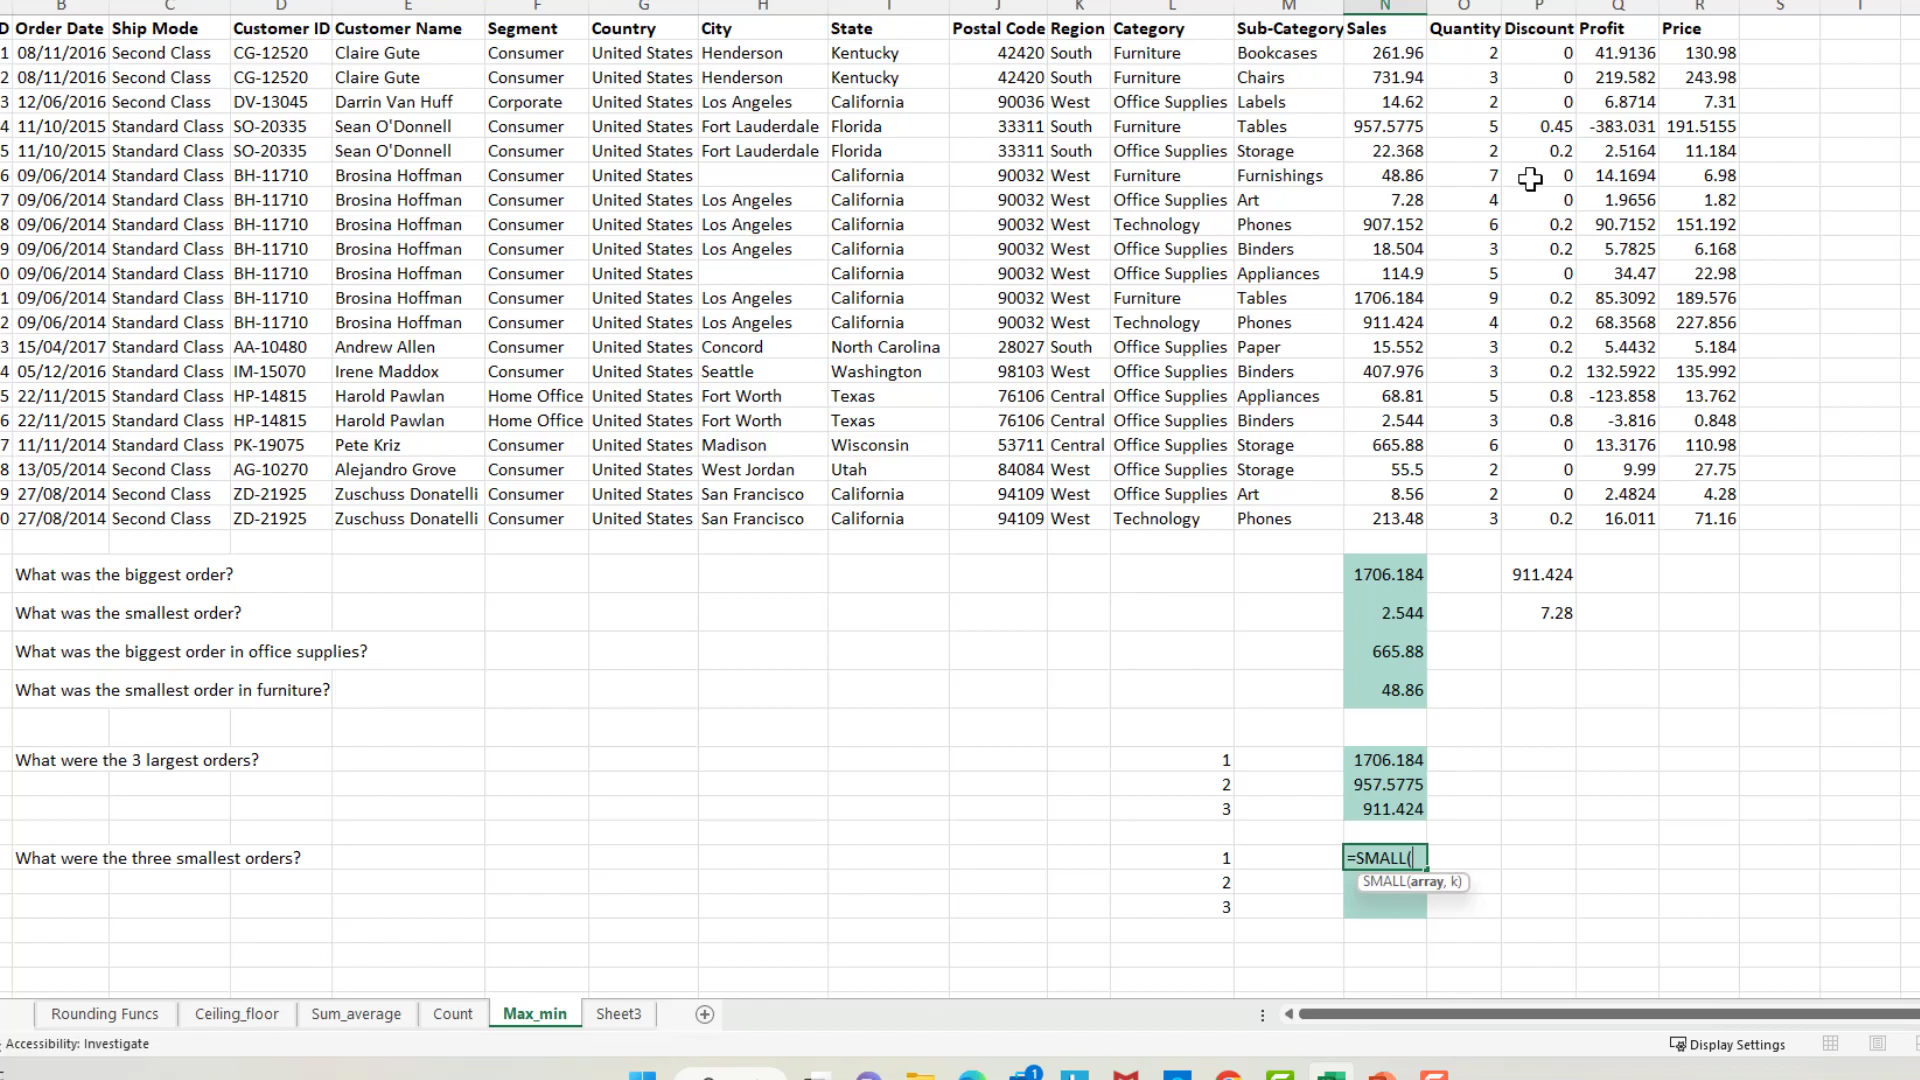 B C D E F G H I J K L M N O P Q R S T
D Order Date Ship Mode Customer ID Customer Name Segment Country City State Postal Code Region Category Sub-Category Sales Quantity Discount Profit Price
1 08/11/2016 Second Class CG-12520 Claire Gute Consumer United States Henderson Kentucky 42420 South Furniture Bookcases 261.96 2 0 41.9136 130.98
2 08/11/2016 Second Class CG-12520 Claire Gute Consumer United States Henderson Kentucky 42420 South Furniture Chairs 731.94 3 0 219.582 243.98
3 12/06/2016 Second Class DV-13045 Darrin Van Huff Corporate United States Los Angeles California 90036 West Office Supplies Labels 14.62 2 0 6.8714 7.31
4 11/10/2015 Standard Class SO-20335 Sean O'Donnell Consumer United States Fort Lauderdale Florida 33311 South Furniture Tables 957.5775 5 0.45 -383.031 191.5155
5 11/10/2015 Standard Class SO-20335 Sean O'Donnell Consumer United States Fort Lauderdale Florida 33311 South Office Supplies Storage 22.368 2 0.2 2.5164 11.184
6 09/06/2014 Standard Class BH-11710 Brosina Hoffman Consumer United States California 90032 West Furniture Furnishings 48.86 7 0 14.1694 6.98
7 09/06/2014 Standard Class BH-11710 Brosina Hoffman Consumer United States Los Angeles California 90032 West Office Supplies Art 7.28 4 0 1.9656 1.82
8 09/06/2014 Standard Class BH-11710 Brosina Hoffman Consumer United States Los Angeles California 90032 West Technology Phones 907.152 6 0.2 90.7152 151.192
9 09/06/2014 Standard Class BH-11710 Brosina Hoffman Consumer United States Los Angeles California 90032 West Office Supplies Binders 18.504 3 0.2 5.7825 6.168
0 09/06/2014 Standard Class BH-11710 Brosina Hoffman Consumer United States California 90032 West Office Supplies Appliances 114.9 5 0 34.47 22.98
1 09/06/2014 Standard Class BH-11710 Brosina Hoffman Consumer United States Los Angeles California 90032 West Furniture Tables 1706.184 9 0.2 85.3092 189.576
2 09/06/2014 Standard Class BH-11710 Brosina Hoffman Consumer United States Los Angeles California 90032 West Technology Phones 911.424 4 0.2 68.3568 227.856
3 15/04/2017 Standard Class AA-10480 Andrew Allen Consumer United States Concord North Carolina 28027 South Office Supplies Paper 15.552 3 0.2 5.4432 5.184
4 05/12/2016 Standard Class IM-15070 Irene Maddox Consumer United States Seattle Washington 98103 West Office Supplies Binders 407.976 3 0.2 132.5922 135.992
5 22/11/2015 Standard Class HP-14815 Harold Pawlan Home Office United States Fort Worth Texas 76106 Central Office Supplies Appliances 68.81 5 0.8 -123.858 13.762
6 22/11/2015 Standard Class HP-14815 Harold Pawlan Home Office United States Fort Worth Texas 76106 Central Office Supplies Binders 2.544 3 0.8 -3.816 0.848
7 11/11/2014 Standard Class PK-19075 Pete Kriz Consumer United States Madison Wisconsin 53711 Central Office Supplies Storage 665.88 6 0 13.3176 110.98
8 13/05/2014 Second Class AG-10270 Alejandro Grove Consumer United States West Jordan Utah 84084 West Office Supplies Storage 55.5 2 0 9.99 27.75
9 27/08/2014 Second Class ZD-21925 Zuschuss Donatelli Consumer United States San Francisco California 94109 West Office Supplies Art 8.56 2 0 2.4824 4.28
0 27/08/2014 Second Class ZD-21925 Zuschuss Donatelli Consumer United States San Francisco California 94109 West Technology Phones 213.48 3 0.2 16.011 71.16
What was the biggest order? 1706.184 911.424
What was the smallest order? 2.544 7.28
What was the biggest order in office supplies? 665.88
What was the smallest order in furniture? 48.86
What were the 3 largest orders? 1 1706.184
2 957.5775
3 911.424
What were the three smallest orders? 1 =SMALL(
2 SMALL(array, k)
3
Rounding Funcs Ceiling_floor Sum_average Count Max_min Sheet3
Accessibility: Investigate Display Settings
1